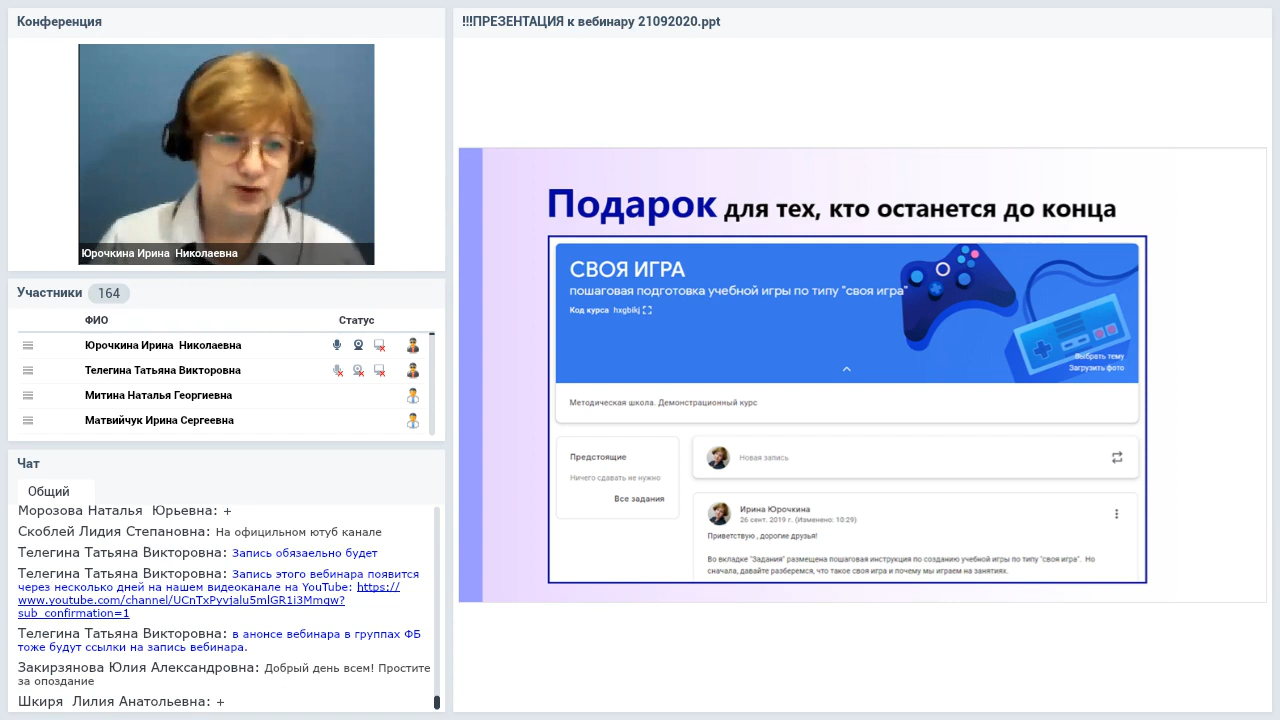 Конференция
Юрочкина Ирина  Николаевна
Участники 164
ФИО Статус
Юрочкина Ирина  Николаевна
Телегина Татьяна Викторовна
Митина Наталья Георгиевна
Матвийчук Ирина Сергеевна
Чат
Общий
Морозова Наталья  Юрьевна: +
Скоблей Лидия Степановна: На официльном ютуб канале
Телегина Татьяна Викторовна: Запись обязаельно будет
Телегина Татьяна Викторовна: Запись этого вебинара появится
через несколько дней на нашем видеоканале на YouTube: https://
www.youtube.com/channel/UCnTxPyvjalu5mlGR1i3Mmqw?
sub_confirmation=1
Телегина Татьяна Викторовна: в анонсе вебинара в группах ФБ
тоже будут ссылки на запись вебинара.
Закирзянова Юлия Александровна: Добрый день всем! Простите
за опоздание
Шкиря  Лилия Анатольевна: +
!!!ПРЕЗЕНТАЦИЯ к вебинару 21092020.ppt
Подарок для тех, кто останется до конца
СВОЯ ИГРА
пошаговая подготовка учебной игры по типу "своя игра"
Код курса hxgbikj
Выбрать тему
Загрузить фото
Методическая школа. Демонстрационный курс
Предстоящие
Ничего сдавать не нужно
Все задания
Новая запись
Ирина Юрочкина
26 сент. 2019 г. (Изменено: 10:29)
Приветствую , дорогие друзья!
Во вкладке "Задания" размещена пошаговая инструкция по созданию учебной игры по типу "своя игра". Но
сначала, давайте разберемся, что такое своя игра и почему мы играем на занятиях.